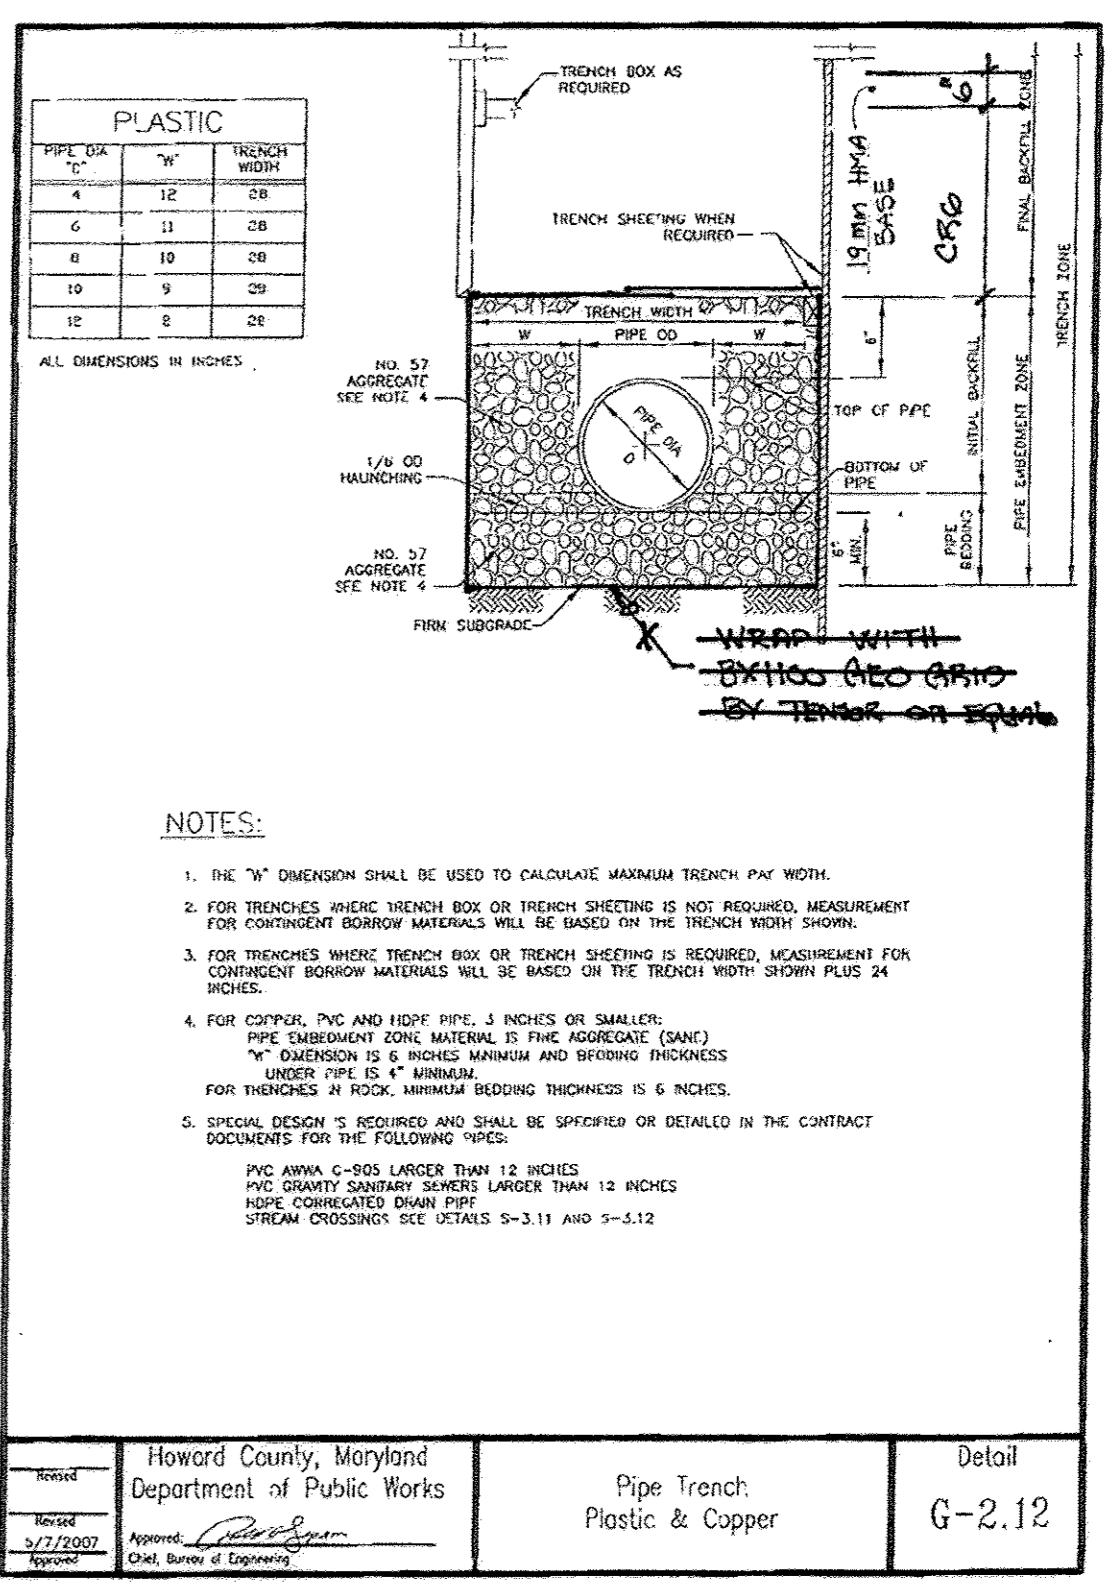 TRENCH BOX AS
REQUIRED
PLASTIC
PIPE DIA "D" "W" TRENCH WIDTH
4 12 28
6 11 28
8 10 28
10 9 28
12 8 28
ALL DIMENSIONS IN INCHES
TRENCH SHEETING WHEN
REQUIRED
19 mm HMA
BASE
6"
CR6
FINAL BACKFILL ZONE
TRENCH ZONE
TRENCH WIDTH
W PIPE OD W
6"
NO. 57
AGGREGATE
SEE NOTE 4
PIPE DIA
D
TOP OF PIPE
INITIAL BACKFILL
PIPE EMBEDMENT ZONE
1/6 OD
HAUNCHING
BOTTOM OF
PIPE
NO. 57
AGGREGATE
SEE NOTE 4
6"
MIN.
PIPE
BEDDING
FIRM SUBGRADE
X
WRAP WITH
BX1100 GEO GRID
BY TENSOR OR EQUAL
NOTES:
1. THE "W" DIMENSION SHALL BE USED TO CALCULATE MAXIMUM TRENCH PAY WIDTH.
2. FOR TRENCHES WHERE TRENCH BOX OR TRENCH SHEETING IS NOT REQUIRED, MEASUREMENT
FOR CONTINGENT BORROW MATERIALS WILL BE BASED ON THE TRENCH WIDTH SHOWN.
3. FOR TRENCHES WHERE TRENCH BOX OR TRENCH SHEETING IS REQUIRED, MEASUREMENT FOR
CONTINGENT BORROW MATERIALS WILL BE BASED ON THE TRENCH WIDTH SHOWN PLUS 24
INCHES.
4. FOR COPPER, PVC AND HDPE PIPE, 3 INCHES OR SMALLER:
PIPE EMBEDMENT ZONE MATERIAL IS FINE AGGREGATE (SAND)
"W" DIMENSION IS 6 INCHES MINIMUM AND BEDDING THICKNESS
UNDER PIPE IS 4" MINIMUM.
FOR TRENCHES IN ROCK, MINIMUM BEDDING THICKNESS IS 6 INCHES.
5. SPECIAL DESIGN IS REQUIRED AND SHALL BE SPECIFIED OR DETAILED IN THE CONTRACT
DOCUMENTS FOR THE FOLLOWING PIPES:
PVC AWWA C-905 LARGER THAN 12 INCHES
PVC GRAVITY SANITARY SEWERS LARGER THAN 12 INCHES
HDPE CORREGATED DRAIN PIPE
STREAM CROSSINGS SEE DETAILS S-3.11 AND S-3.12
Revised
Revised
5/7/2007
Approved
Howard County, Maryland
Department of Public Works
Approved:
Chief, Bureau of Engineering
Pipe Trench
Plastic & Copper
Detail
G-2.12